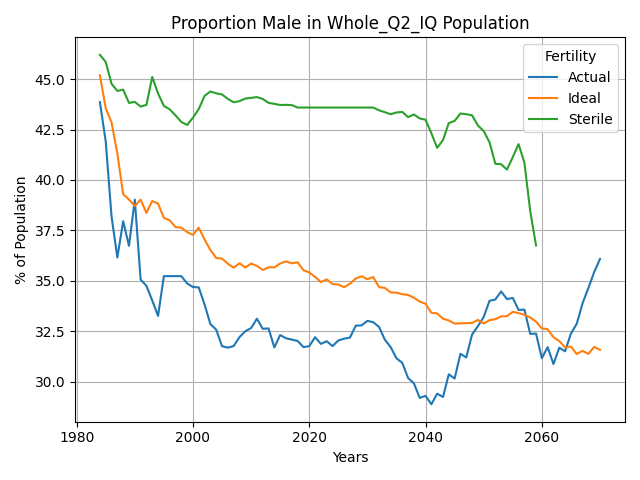 Proportion Male in Whole_Q2_IQ Population
Fertility
Actual
Ideal
Sterile
% of Population
45.0
42.5
40.0
37.5
35.0
32.5
30.0
1980
2000
2020
2040
2060
Years